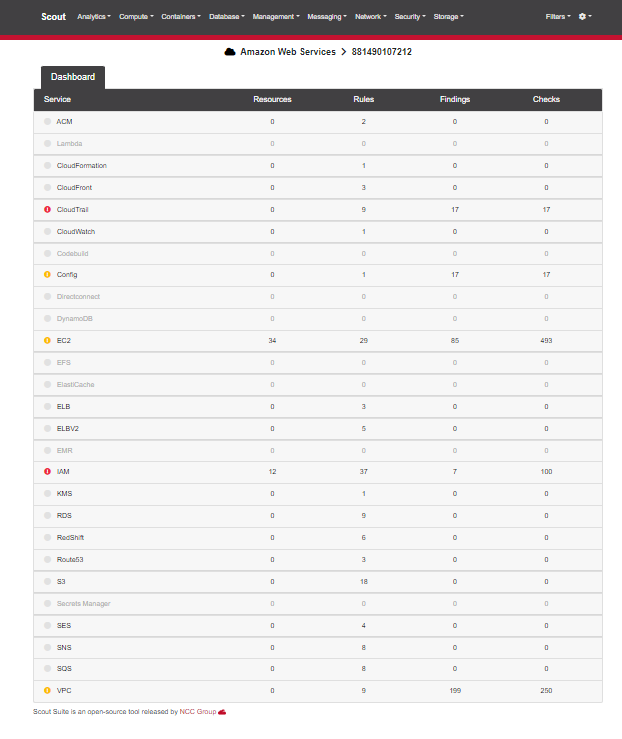 Scout Analytics Compute Containers Database Management Messaging Network Security Storage Filters
Amazon Web Services > 881490107212
Dashboard
Service Resources Rules Findings Checks
ACM 0 2 0 0
Lambda 0 0 0 0
CloudFormation 0 1 0 0
CloudFront 0 3 0 0
CloudTrail 0 9 17 17
CloudWatch 0 1 0 0
Codebuild 0 0 0 0
Config 0 1 17 17
Directconnect 0 0 0 0
DynamoDB 0 0 0 0
EC2 34 29 85 493
EFS 0 0 0 0
ElastiCache 0 0 0 0
ELB 0 3 0 0
ELBV2 0 5 0 0
EMR 0 0 0 0
IAM 12 37 7 100
KMS 0 1 0 0
RDS 0 9 0 0
RedShift 0 6 0 0
Route53 0 3 0 0
S3 0 18 0 0
Secrets Manager 0 0 0 0
SES 0 4 0 0
SNS 0 8 0 0
SQS 0 8 0 0
VPC 0 9 199 250
Scout Suite is an open-source tool released by NCC Group